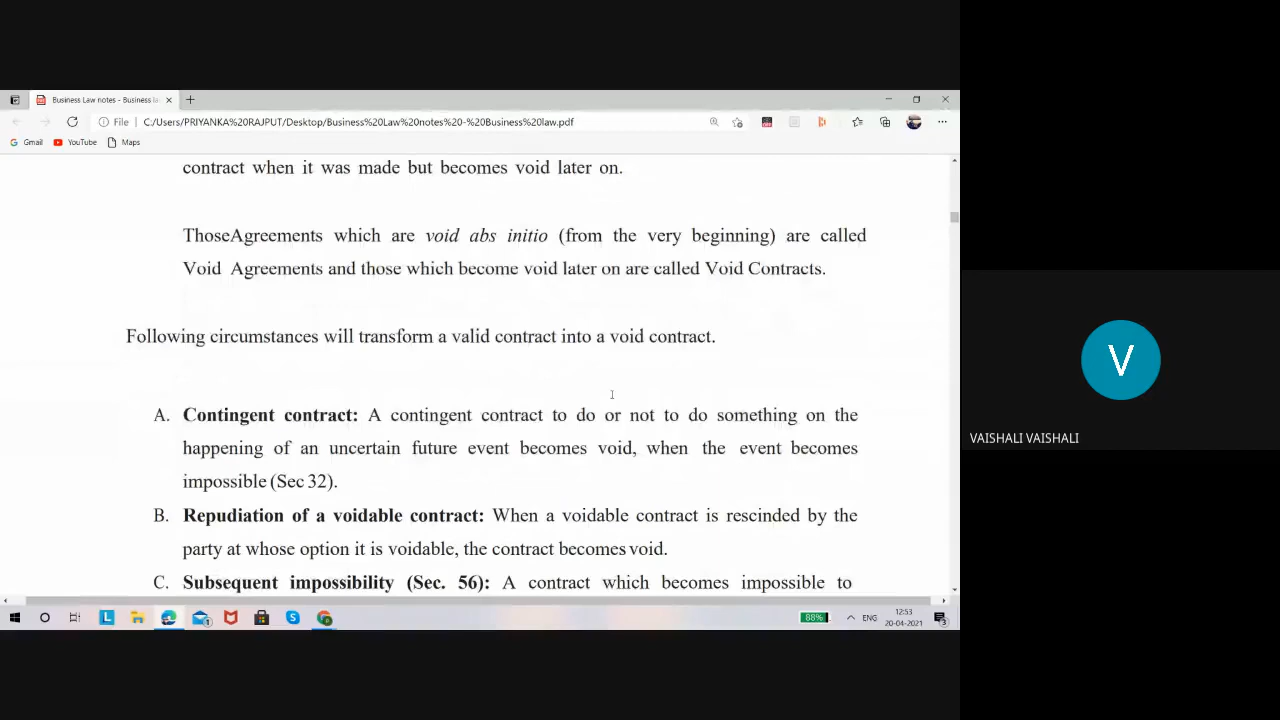 Business Law notes - Business la
File
C:/Users/PRIYANKA%20RAJPUT/Desktop/Business%20Law%20notes%20-%20Business%20law.pdf
Gmail YouTube Maps
contract when it was made but becomes void later on.
ThoseAgreements which are void abs initio (from the very beginning) are called
Void Agreements and those which become void later on are called Void Contracts.
Following circumstances will transform a valid contract into a void contract.
A. Contingent contract: A contingent contract to do or not to do something on the
happening of an uncertain future event becomes void, when the event becomes
impossible (Sec 32).
B. Repudiation of a voidable contract: When a voidable contract is rescinded by the
party at whose option it is voidable, the contract becomes void.
C. Subsequent impossibility (Sec. 56): A contract which becomes impossible to
V
VAISHALI VAISHALI
88%
ENG
12:53
20-04-2021